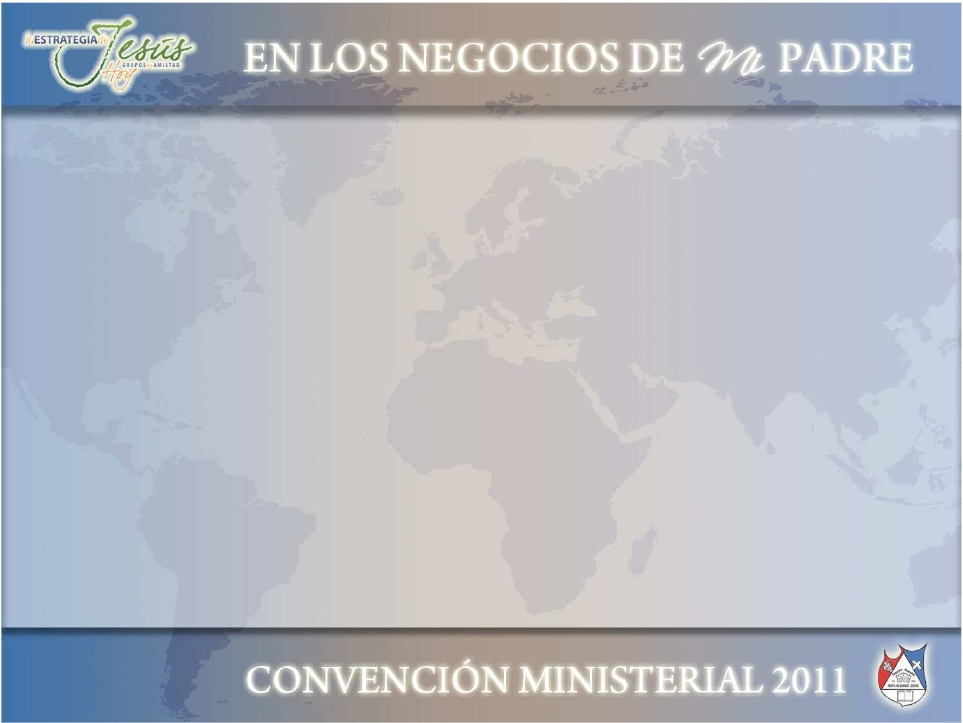 la ESTRATEGIA de
Jesús
GRUPOS de AMISTAD
Hoy
EN LOS NEGOCIOS DE Mi PADRE
CONVENCIÓN MINISTERIAL 2011